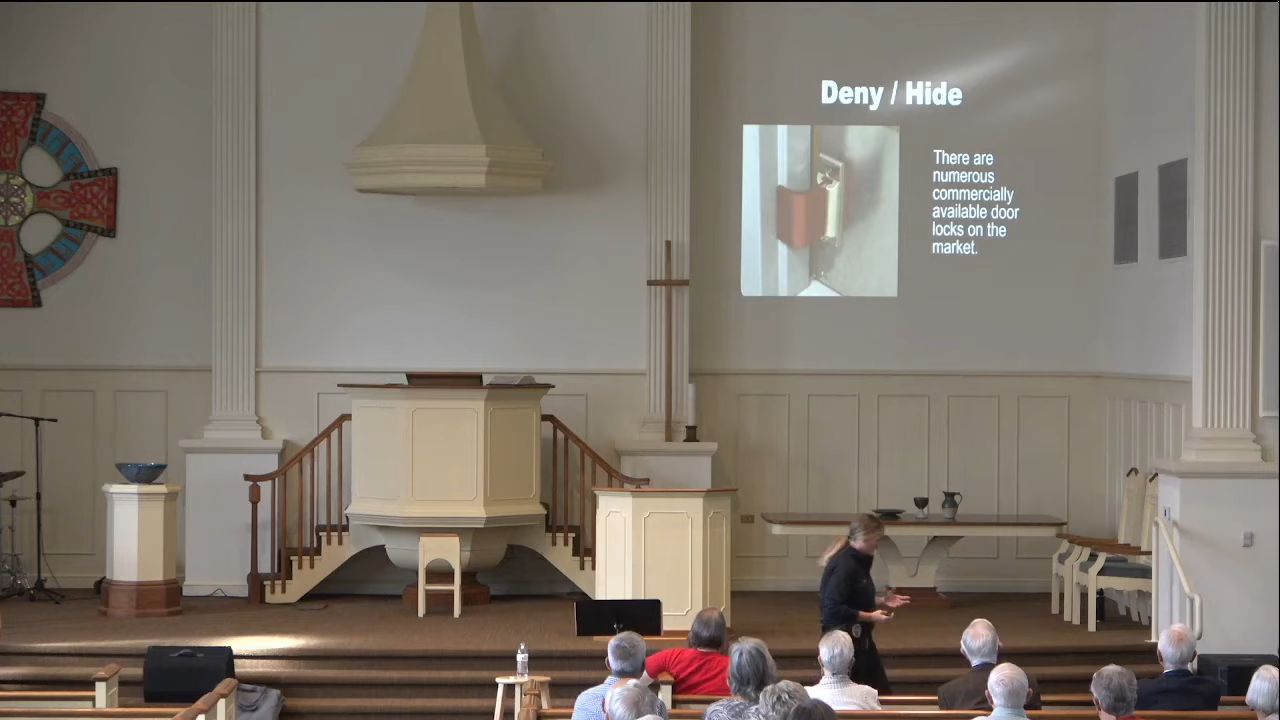 Deny / Hide
There are
numerous
commercially
available door
locks on the
market.